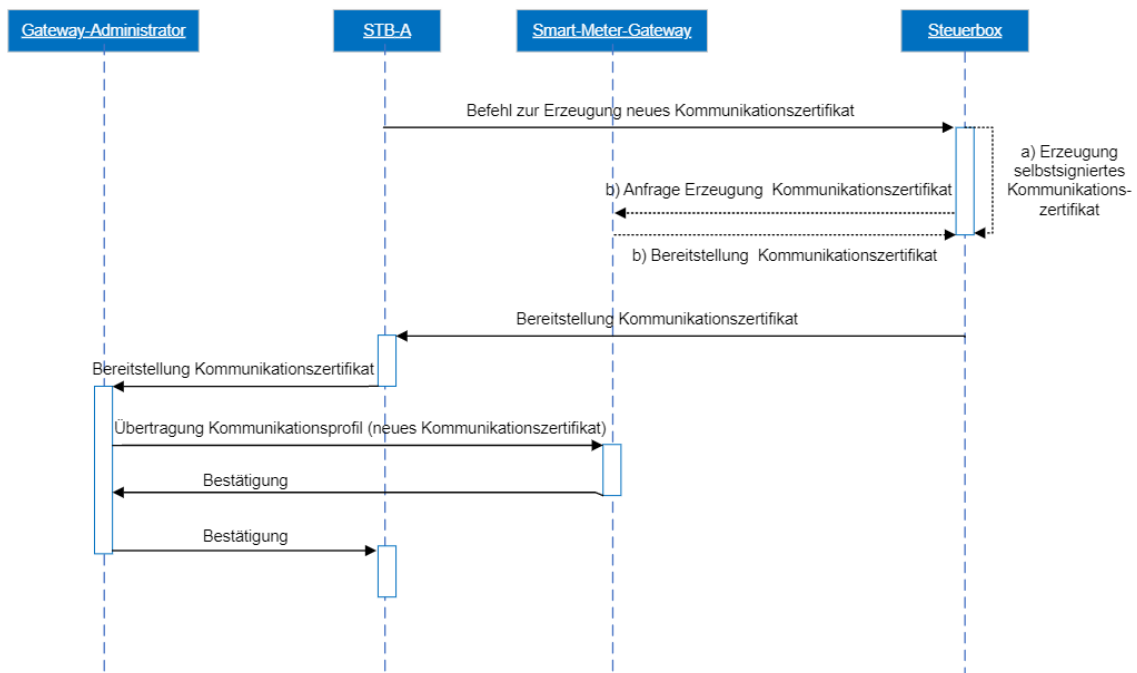 Gateway-Administrator
STB-A
Smart-Meter-Gateway
Steuerbox
Befehl zur Erzeugung neues Kommunikationszertifikat
a) Erzeugung
selbstsigniertes
Kommunikations-
zertifikat
b) Anfrage Erzeugung Kommunikationszertifikat
b) Bereitstellung Kommunikationszertifikat
Bereitstellung Kommunikationszertifikat
Bereitstellung Kommunikationszertifikat
Übertragung Kommunikationsprofil (neues Kommunikationszertifikat)
Bestätigung
Bestätigung